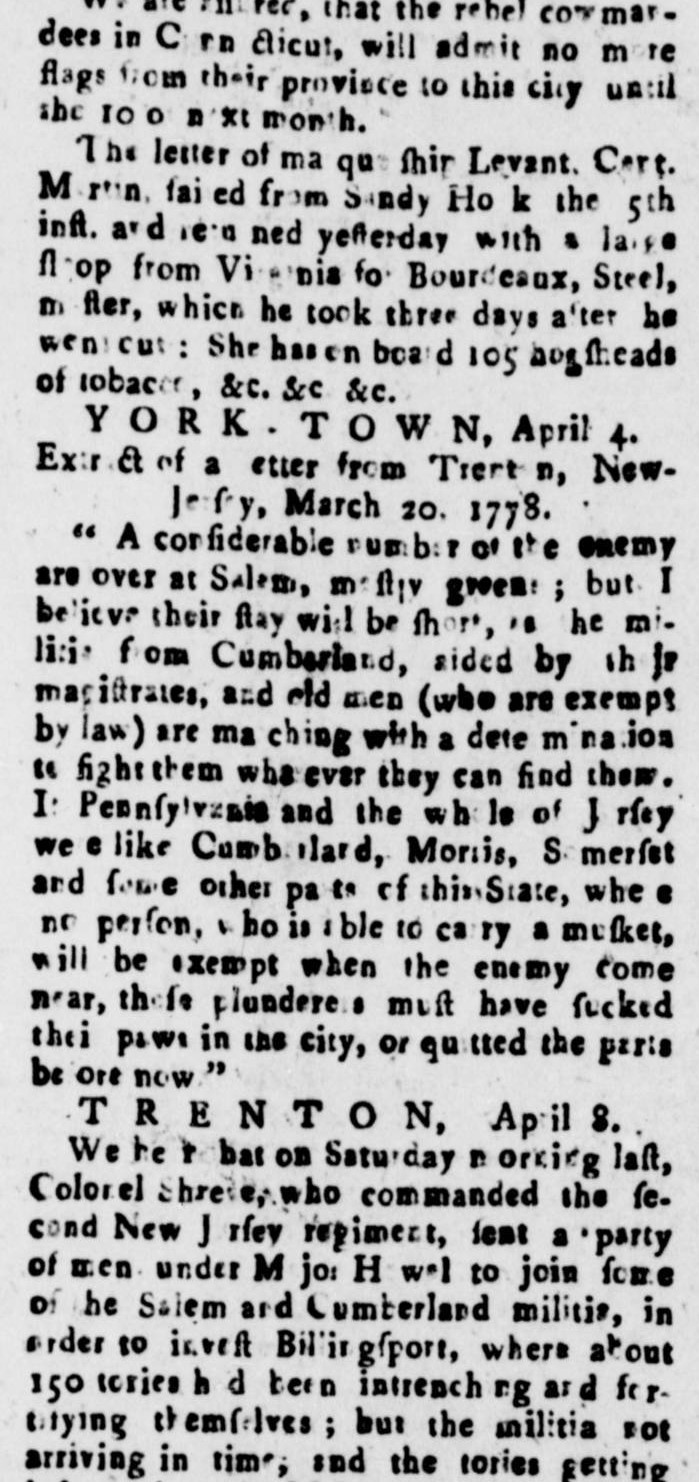 that the rebel commandees in Connecticut, will admit no more
flags from their province to this city until
the 10 o next month.
The letter of marque ship Levant, Capt.
Martin, sailed from Sandy Hook the 5th
inst. and returned yesterday with a large
sloop from Virginia for Bourdeaux, Steel,
master, which he took three days after he
went out : She has on board 105 hogsheads
of tobacco, &c. &c. &c.
YORK-TOWN, April 4.
Extract of a letter from Trenton, New-
Jersey, March 20. 1778.
“ A considerable number of the enemy
are over at Salem, mostly greens ; but I
believe their stay will be short, as the mi-
litia from Cumberland, aided by their
magistrates, and old men (who are exempt
by law) are marching with a determination
to fight them whaever they can find them.
If Pennsylvania and the whole of Jersey
were like Cumberland, Morris, Somerset
and some other parts of this State, where
no person, who is able to carry a musket,
will be exempt when the enemy come
near, these plunderers must have sucked
their paws in the city, or quitted the parts
before now”
TRENTON, April 8.
We hear that on Saturday morning last,
Colonel Shreve, who commanded the se-
cond New Jersey regiment, sent a party
of men under Major Howel to join some
of the Salem and Cumberland militia, in
order to invest Billingsport, where about
150 tories had been intrenching and for-
tifying themselves ; but the militia not
arriving in time, and the tories getting